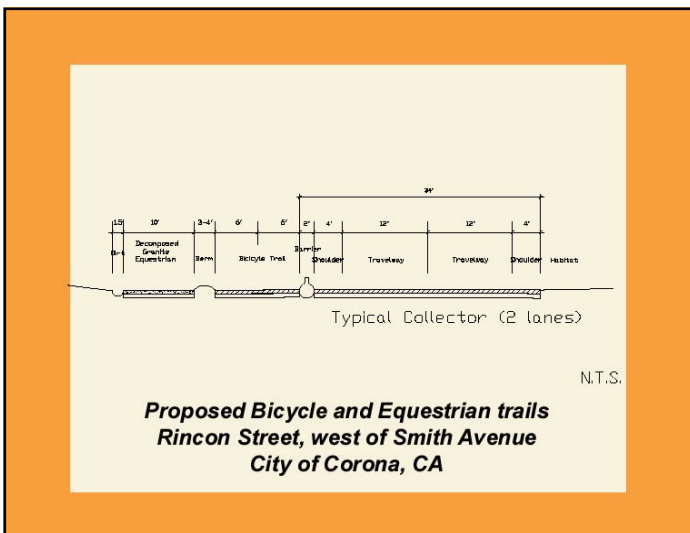 34'
1.5' 10' 3-4' 6' 6' 2' 4' 12' 12' 4'
Decomposed
Granite
Equestrian Berm Bicicyle Trail Barrier Shoulder Travelway Travelway Shoulder Habitat
Typical Collector (2 lanes)
N.T.S.
Proposed Bicycle and Equestrian trails
Rincon Street, west of Smith Avenue
City of Corona, CA